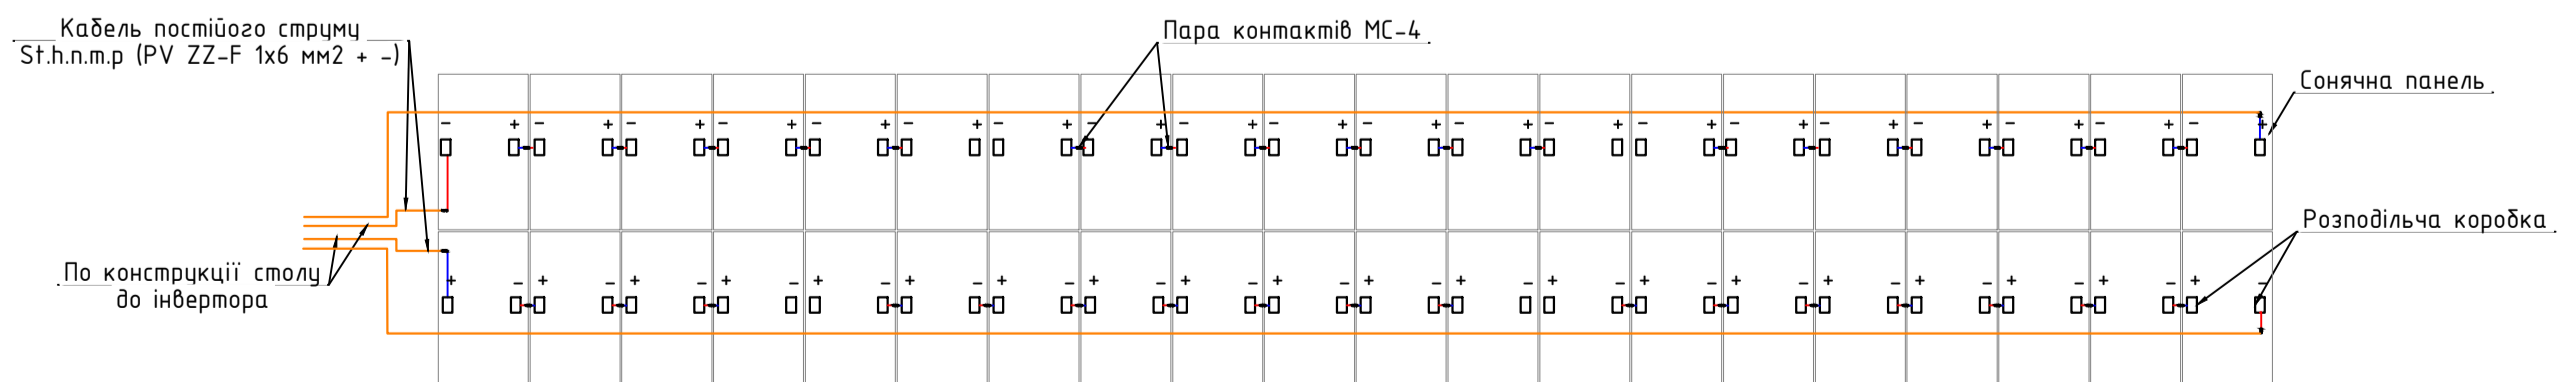 Кабель постійого струму
St.h.n.m.p (PV ZZ-F 1x6 мм2 + -)
Пара контактів МС-4
Сонячна панель
- + - + - + - + - + - + - + - + - + - + - + - + - + - + - + - + - + - + - + - +
Розподільча коробка
По конструкції столу
до інвертора
+ - + - + - + - + - + - + - + - + - + - + - + - + - + - + - + - + - + - + - + -